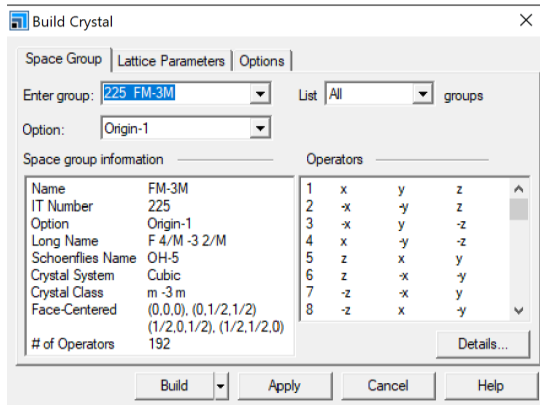 Build Crystal
Space Group Lattice Parameters Options
Enter group: 225 FM-3M List All groups
Option: Origin-1
Space group information Operators
Name FM-3M
IT Number 225
Option Origin-1
Long Name F 4/M -3 2/M
Schoenflies Name OH-5
Crystal System Cubic
Crystal Class m -3 m
Face-Centered (0,0,0), (0,1/2,1/2)
(1/2,0,1/2), (1/2,1/2,0)
# of Operators 192
1 x y z
2 -x -y z
3 -x y -z
4 x -y -z
5 z x y
6 z -x -y
7 -z -x y
8 -z x -y
Details...
Build Apply Cancel Help